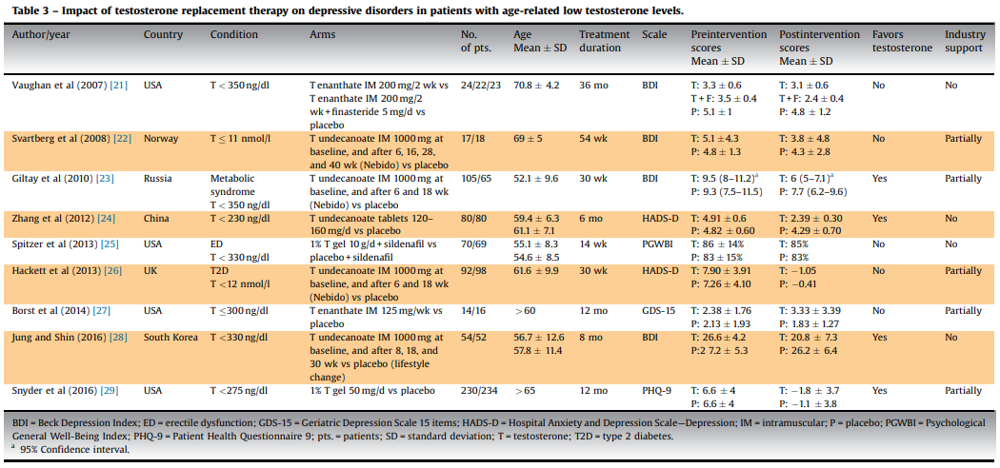 Table 3 – Impact of testosterone replacement therapy on depressive disorders in patients with age-related low testosterone levels.
Author/year Country Condition Arms No. Age Treatment Scale Preintervention Postintervention Favors Industry
of pts. Mean ± SD duration scores scores testosterone support
Mean ± SD Mean ± SD
Vaughan et al (2007) [21] USA T < 350 ng/dl T enanthate IM 200 mg/2 wk vs 24/22/23 70.8 ± 4.2 36 mo BDI T: 3.3 ± 0.6 T: 3.1 ± 0.6 No No
T enanthate IM 200 mg/2 T + F: 3.5 ± 0.4 T + F: 2.4 ± 0.4
wk + finasteride 5 mg/d vs P: 5.1 ± 1 P: 4.8 ± 1.2
placebo
Svartberg et al (2008) [22] Norway T ≤ 11 nmol/l T undecanoate IM 1000 mg at 17/18 69 ± 5 54 wk BDI T: 5.1 ±4.3 T: 3.8 ± 4.8 No Partially
baseline, and after 6, 16, 28, P: 4.8 ± 1.3 P: 4.3 ± 2.8
and 40 wk (Nebido) vs placebo
Giltay et al (2010) [23] Russia Metabolic T undecanoate IM 1000 mg at 105/65 52.1 ± 9.6 30 wk BDI T: 9.5 (8–11.2)a T: 6 (5–7.1)a Yes Partially
syndrome baseline, and after 6 and 18 wk P: 9.3 (7.5–11.5) P: 7.7 (6.2–9.6)
T < 350 ng/dl (Nebido) vs placebo
Zhang et al (2012) [24] China T < 230 ng/dl T undecanoate tablets 120– 80/80 59.4 ± 6.3 6 mo HADS-D T: 4.91 ± 0.6 T: 2.39 ± 0.30 Yes No
160 mg/d vs placebo 61.1 ± 7.1 P: 4.82 ± 0.60 P: 4.29 ± 0.70
Spitzer et al (2013) [25] USA ED 1% T gel 10 g/d + sildenafil vs 70/69 55.1 ± 8.3 14 wk PGWBI T: 86 ± 14% T: 85% No No
T < 330 ng/dl placebo + sildenafil 54.6 ± 8.5 P: 83 ± 15% P: 83%
Hackett et al (2013) [26] UK T2D T undecanoate IM 1000 mg at 92/98 61.6 ± 9.9 30 wk HADS-D T: 7.90 ± 3.91 T: −1.05 No Partially
T <12 nmol/l baseline, and after 6 and 18 wk P: 7.26 ± 4.10 P: −0.41
(Nebido) vs placebo
Borst et al (2014) [27] USA T ≤300 ng/dl T enanthate IM 125 mg/wk vs 14/16 >60 12 mo GDS-15 T: 2.38 ± 1.76 T: 3.33 ± 3.39 No Partially
placebo P: 2.13 ± 1.93 P: 1.83 ± 1.27
Jung and Shin (2016) [28] South Korea T <330 ng/dl T undecanoate IM 1000 mg at 54/52 56.7 ± 12.6 8 mo BDI T: 26.6 ± 4.2 T: 20.8 ± 7.3 Yes No
baseline, and after 8, 18, and 57.8 ± 11.4 P:2 7.2 ± 5.3 P: 26.2 ± 6.4
30 wk vs placebo (lifestyle
change)
Snyder et al (2016) [29] USA T <275 ng/dl 1% T gel 50 mg/d vs placebo 230/234 >65 12 mo PHQ-9 T: 6.6 ± 4 T: −1.8 ± 3.7 Yes Partially
P: 6.6 ± 4 P: −1.1 ± 3.8
BDI = Beck Depression Index; ED = erectile dysfunction; GDS-15 = Geriatric Depression Scale 15 items; HADS-D = Hospital Anxiety and Depression Scale—Depression; IM = intramuscular; P = placebo; PGWBI = Psychological
General Well-Being Index; PHQ-9 = Patient Health Questionnaire 9; pts. = patients; SD = standard deviation; T = testosterone; T2D = type 2 diabetes.
a 95% Confidence interval.